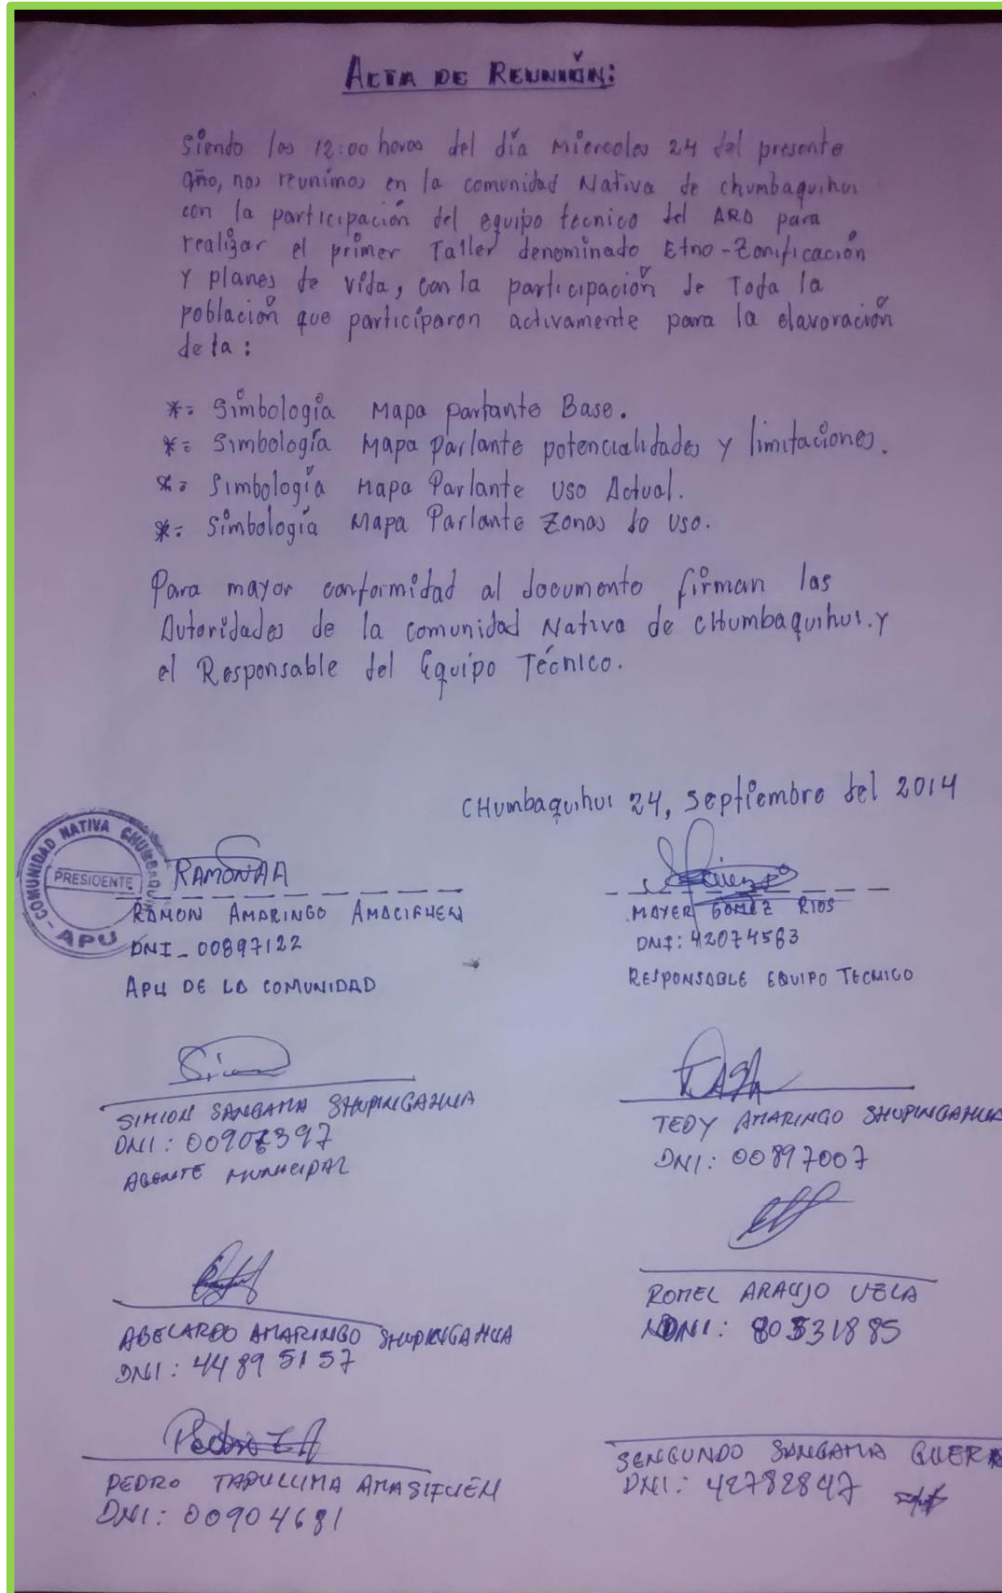 ACTA DE REUNIÓN:
Siendo las 12:00 horas del día Miercoles 24 del presente
año, nos reunimos en la comunidad Nativa de chumbaquihui
con la participación del equipo tecnico del ARD para
realizar el primer Taller denominado Etno-Zonificación
Y planes de vida, con la participación de Toda la
población que participaron activamente para la elavoración
de la :
*= Simbología Mapa parlante Base.
*= Simbología Mapa Parlante potencialidades y limitaciones.
*= Simbología Mapa Parlante Uso Actual.
*= Simbología Mapa Parlante Zonas de Uso.
Para mayor conformidad al documento firman las
Autoridades de la comunidad Nativa de CHumbaquihui. y
el Responsable del Equipo Técnico.
CHumbaquihui 24, Septiembre del 2014
COMUNIDAD NATIVA CHUMBAQUIHUI
PRESIDENTE
APU
RAMON AA
RAMON AMARINGO AMACIFUEN
DNI_00897122
APU DE LA COMUNIDAD
MAYER GOMEZ RIOS
DNI: 42074563
RESPONSABLE EQUIPO TECNICO
SIMION SANGAMA SHUPINGAHUA
DNI:
AGENTE MUNICIPAL
TEDY AMARINGO SHUPINGAHUA
DNI: 00897007
ABELARDO AMARINGO SHUPINGAHUA
DNI: 44895157
ROMEL ARAUJO VELA
DNI: 80531885
Pedro T A
PEDRO TAPULLIMA AMASIFUEN
DNI: 00904681
SENGUNDO SANGAMA
DNI: 42782847